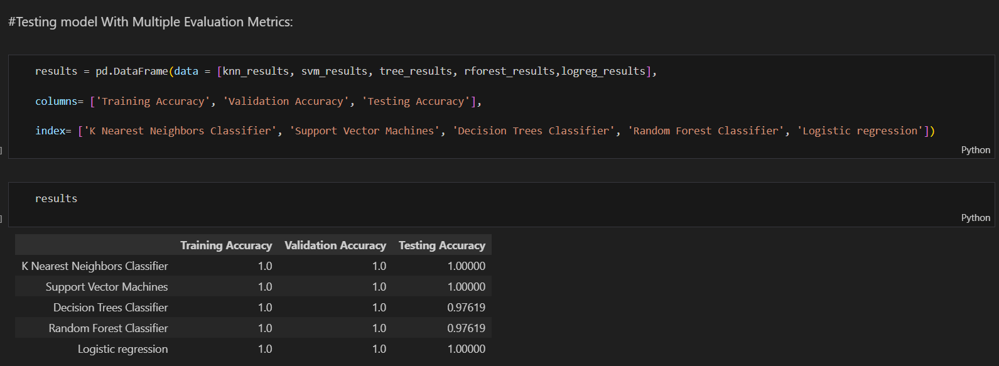 #Testing model With Multiple Evaluation Metrics:
results = pd.DataFrame(data = [knn_results, svm_results, tree_results, rforest_results,logreg_results],
columns= ['Training Accuracy', 'Validation Accuracy', 'Testing Accuracy'],
index= ['K Nearest Neighbors Classifier', 'Support Vector Machines', 'Decision Trees Classifier', 'Random Forest Classifier', 'Logistic regression'])
]
Python
results
]
Python
Training Accuracy Validation Accuracy Testing Accuracy
K Nearest Neighbors Classifier 1.0 1.0 1.00000
Support Vector Machines 1.0 1.0 1.00000
Decision Trees Classifier 1.0 1.0 0.97619
Random Forest Classifier 1.0 1.0 0.97619
Logistic regression 1.0 1.0 1.00000